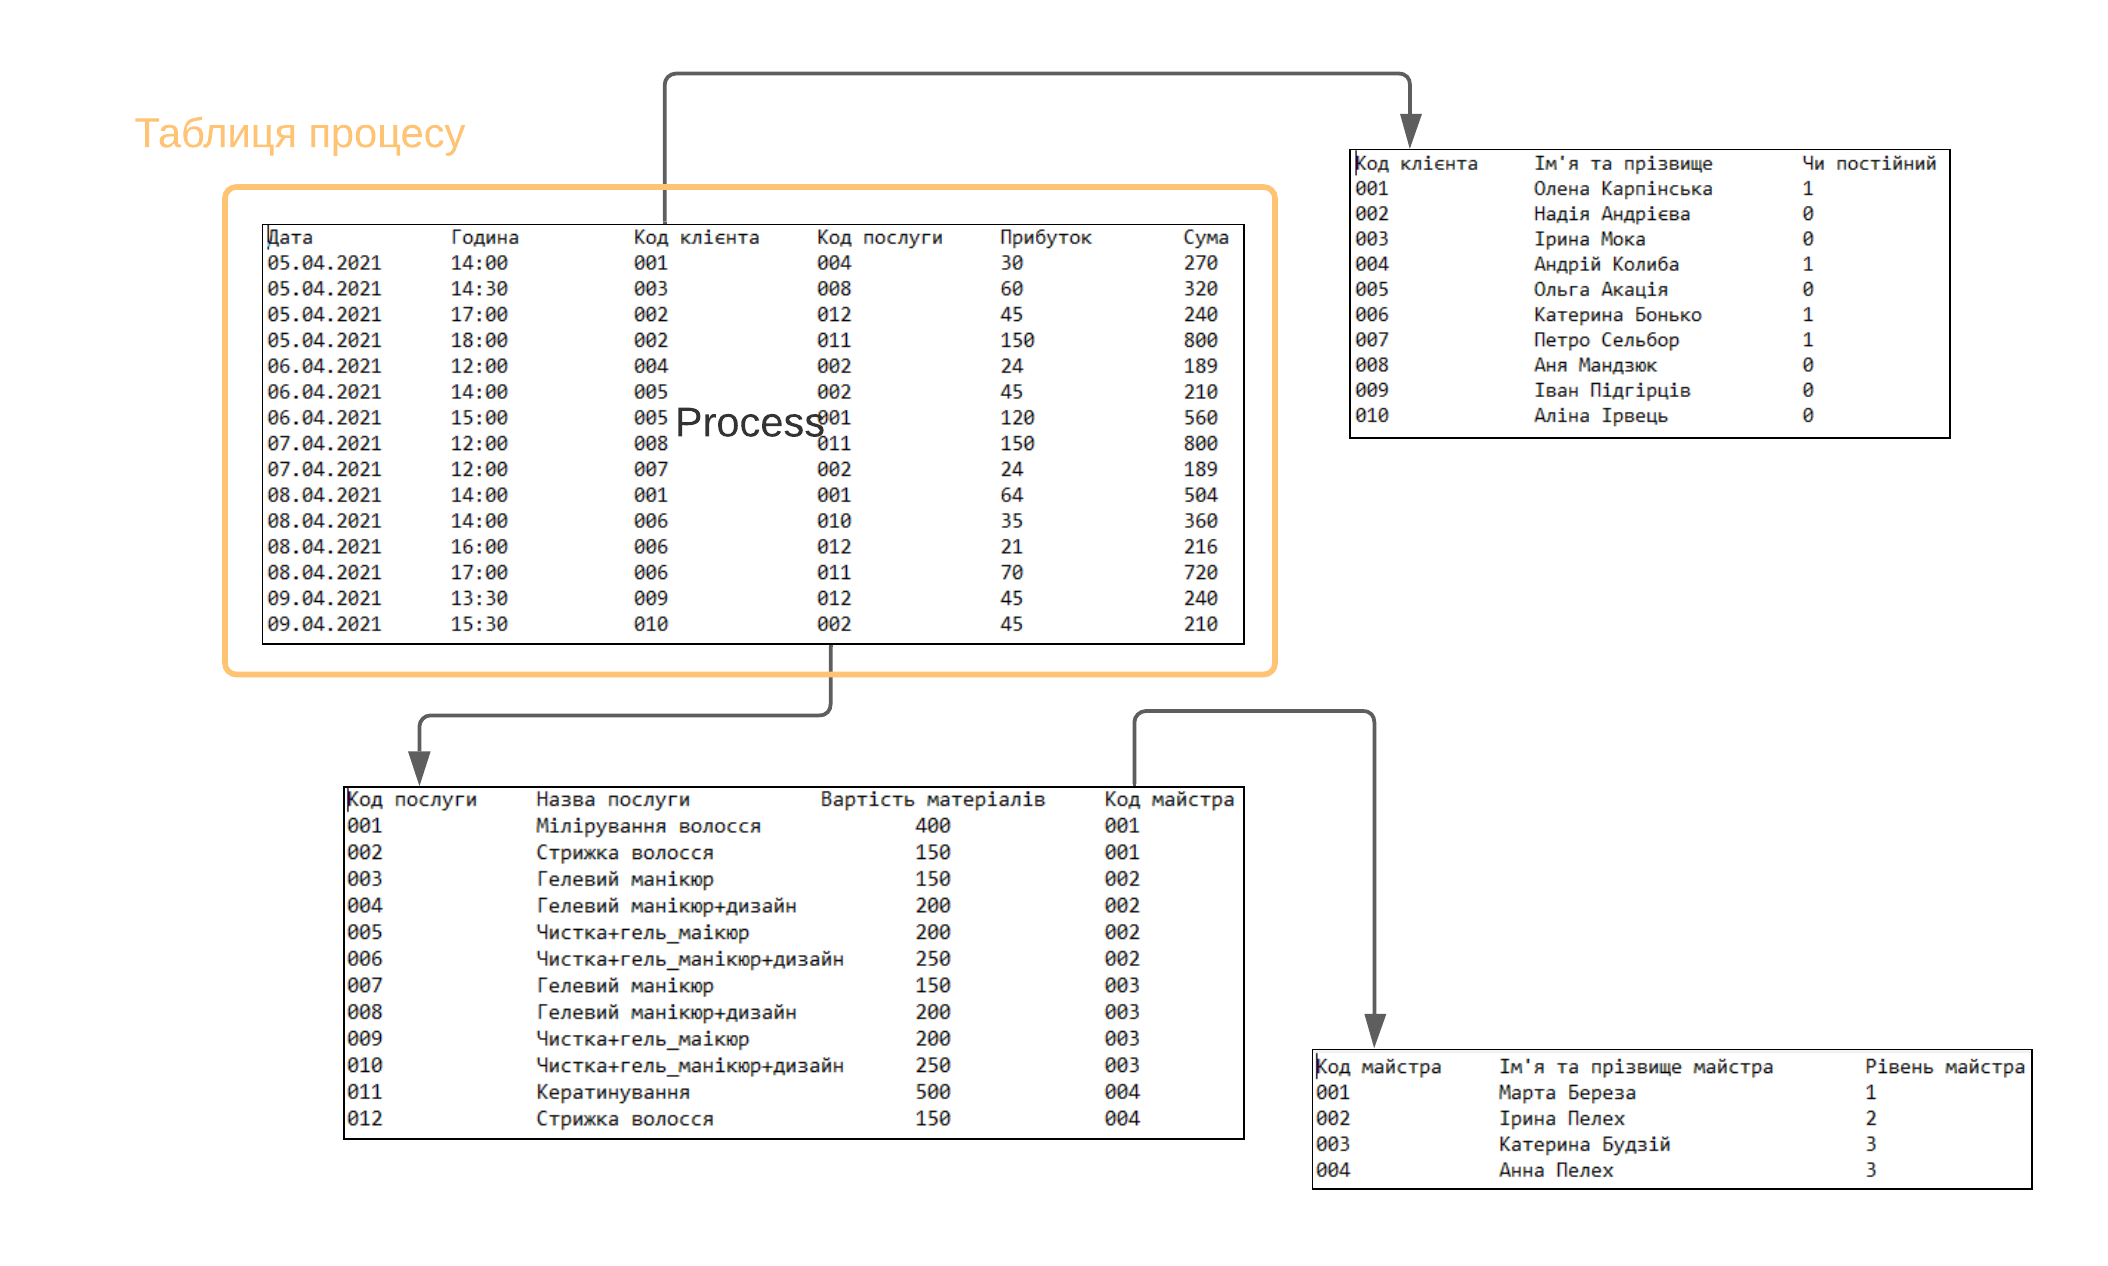 Таблиця процесу
Дата Година Код клієнта Код послуги Прибуток Сума
05.04.2021 14:00 001 004 30 270
05.04.2021 14:30 003 008 60 320
05.04.2021 17:00 002 012 45 240
05.04.2021 18:00 002 011 150 800
06.04.2021 12:00 004 002 24 189
06.04.2021 14:00 005 002 45 210
06.04.2021 15:00 005 001 120 560
Process
07.04.2021 12:00 008 011 150 800
07.04.2021 12:00 007 002 24 189
08.04.2021 14:00 001 001 64 504
08.04.2021 14:00 006 010 35 360
08.04.2021 16:00 006 012 21 216
08.04.2021 17:00 006 011 70 720
09.04.2021 13:30 009 012 45 240
09.04.2021 15:30 010 002 45 210
Код клієнта Ім'я та прізвище Чи постійний
001 Олена Карпінська 1
002 Надія Андрієва 0
003 Ірина Мока 0
004 Андрій Колиба 1
005 Ольга Акація 0
006 Катерина Бонько 1
007 Петро Сельбор 1
008 Аня Мандзюк 0
009 Іван Підгірців 0
010 Аліна Ірвець 0
Код послуги Назва послуги Вартість матеріалів Код майстра
001 Мілірування волосся 400 001
002 Стрижка волосся 150 001
003 Гелевий манікюр 150 002
004 Гелевий манікюр+дизайн 200 002
005 Чистка+гель_маікюр 200 002
006 Чистка+гель_манікюр+дизайн 250 002
007 Гелевий манікюр 150 003
008 Гелевий манікюр+дизайн 200 003
009 Чистка+гель_маікюр 200 003
010 Чистка+гель_манікюр+дизайн 250 003
011 Кератинування 500 004
012 Стрижка волосся 150 004
Код майстра Ім'я та прізвище майстра Рівень майстра
001 Марта Береза 1
002 Ірина Пелех 2
003 Катерина Будзій 3
004 Анна Пелех 3